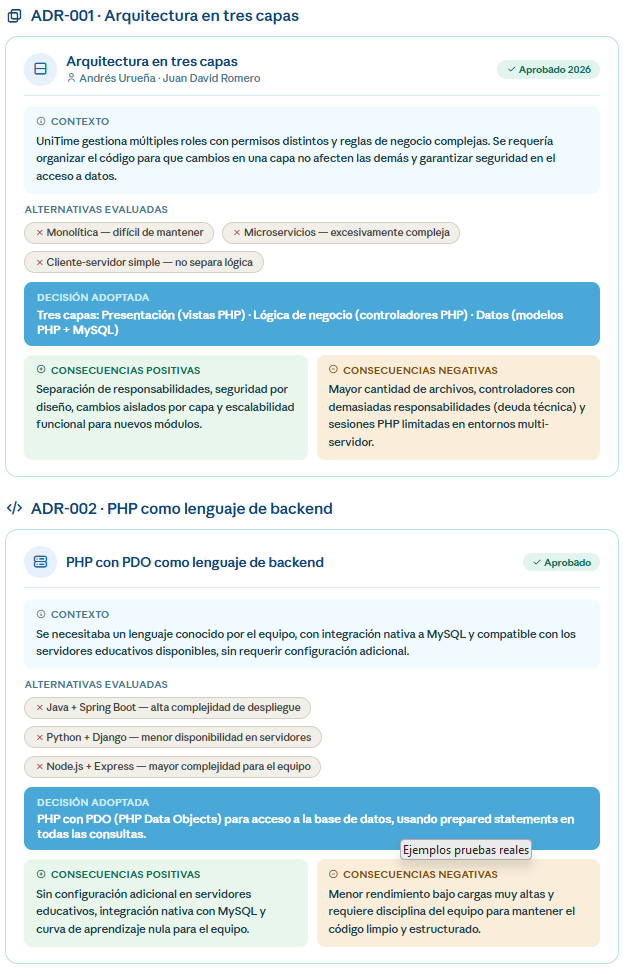 ADR-001 · Arquitectura en tres capas
Arquitectura en tres capas
Andrés Urueña · Juan David Romero
✓ Aprobado 2026
CONTEXTO
UniTime gestiona múltiples roles con permisos distintos y reglas de negocio complejas. Se requería
organizar el código para que cambios en una capa no afecten las demás y garantizar seguridad en el
acceso a datos.
ALTERNATIVAS EVALUADAS
× Monolítica — difícil de mantener
× Microservicios — excesivamente compleja
× Cliente-servidor simple — no separa lógica
DECISIÓN ADOPTADA
Tres capas: Presentación (vistas PHP) · Lógica de negocio (controladores PHP) · Datos (modelos
PHP + MySQL)
CONSECUENCIAS POSITIVAS
Separación de responsabilidades, seguridad por
diseño, cambios aislados por capa y escalabilidad
funcional para nuevos módulos.
CONSECUENCIAS NEGATIVAS
Mayor cantidad de archivos, controladores con
demasiadas responsabilidades (deuda técnica) y
sesiones PHP limitadas en entornos multi-
servidor.
</> ADR-002 · PHP como lenguaje de backend
PHP con PDO como lenguaje de backend
✓ Aprobado
CONTEXTO
Se necesitaba un lenguaje conocido por el equipo, con integración nativa a MySQL y compatible con los
servidores educativos disponibles, sin requerir configuración adicional.
ALTERNATIVAS EVALUADAS
× Java + Spring Boot — alta complejidad de despliegue
× Python + Django — menor disponibilidad en servidores
× Node.js + Express — mayor complejidad para el equipo
DECISIÓN ADOPTADA
PHP con PDO (PHP Data Objects) para acceso a la base de datos, usando prepared statements en
todas las consultas.
Ejemplos pruebas reales
CONSECUENCIAS POSITIVAS
Sin configuración adicional en servidores
educativos, integración nativa con MySQL y
curva de aprendizaje nula para el equipo.
CONSECUENCIAS NEGATIVAS
Menor rendimiento bajo cargas muy altas y
requiere disciplina del equipo para mantener el
código limpio y estructurado.